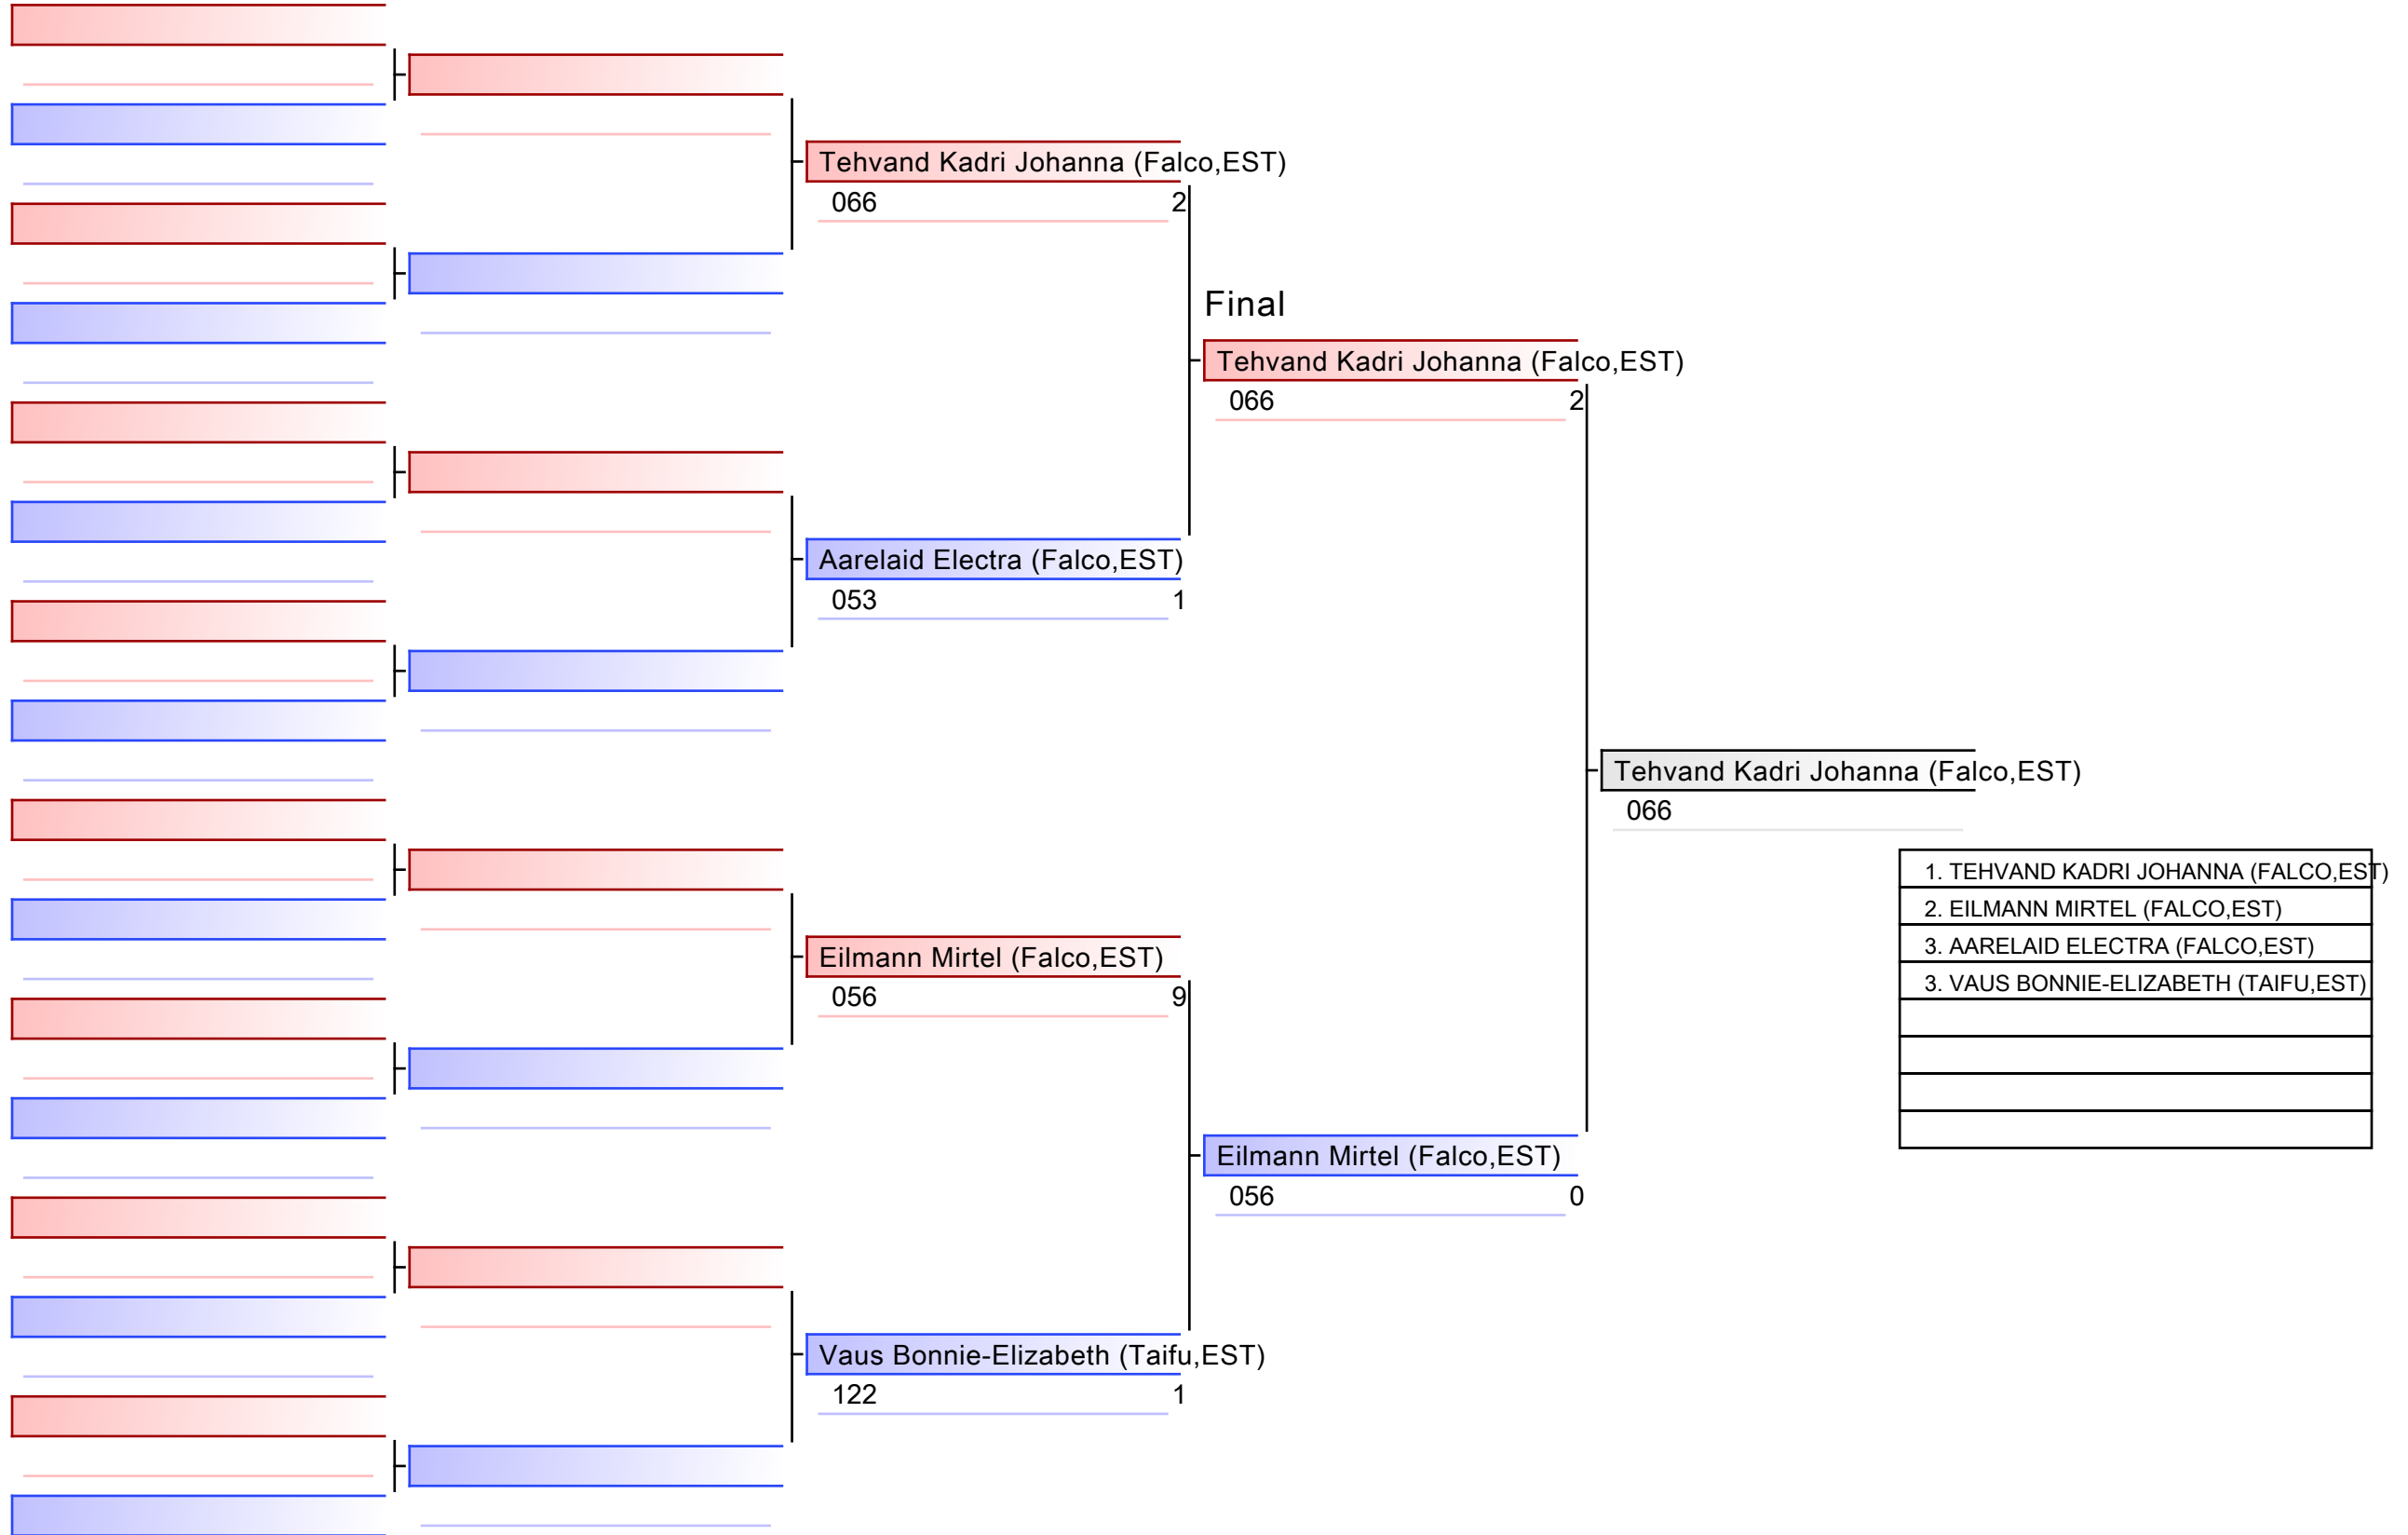 Tehvand Kadri Johanna (Falco,EST)
066 2
Final
Tehvand Kadri Johanna (Falco,EST)
066 2
Aarelaid Electra (Falco,EST)
053 1
Tehvand Kadri Johanna (Falco,EST)
066
1. TEHVAND KADRI JOHANNA (FALCO,EST)
2. EILMANN MIRTEL (FALCO,EST)
3. AARELAID ELECTRA (FALCO,EST)
3. VAUS BONNIE-ELIZABETH (TAIFU,EST)
Eilmann Mirtel (Falco,EST)
056 9
Eilmann Mirtel (Falco,EST)
056 0
Vaus Bonnie-Elizabeth (Taifu,EST)
122 1